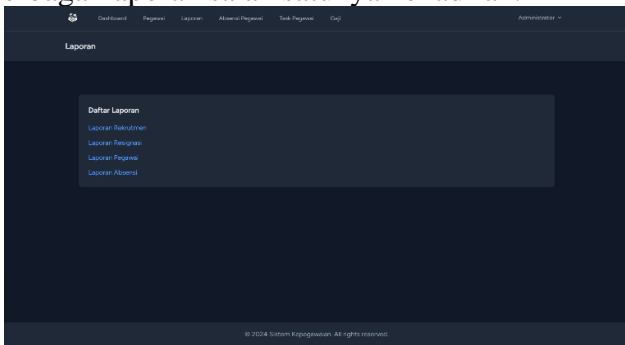 Dashboard Pegawai Laporan Absensi Pegawai Task Pegawai Gaji Administrator
Laporan
Daftar Laporan
Laporan Rekrutmen
Laporan Resignasi
Laporan Pegawai
Laporan Absensi
© 2024 Sistem Kepegawaian. All rights reserved.